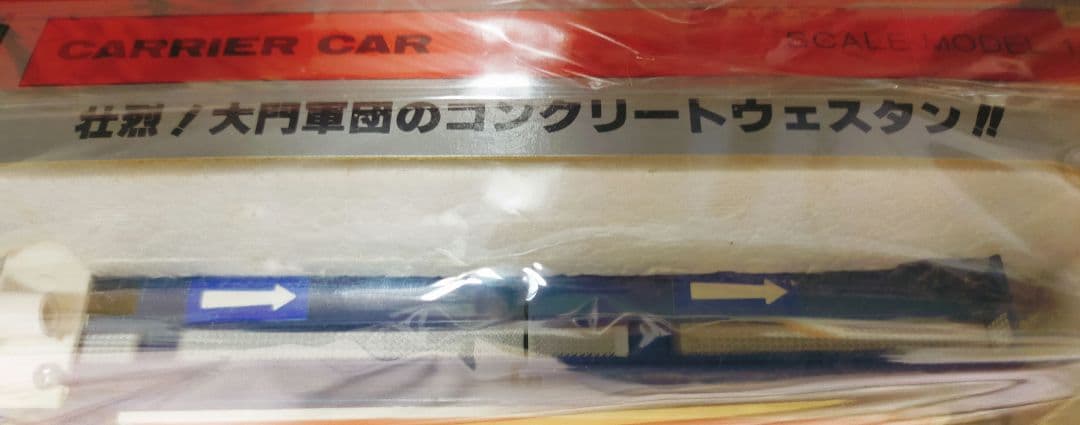 CARRIER CAR
SCALE MODEL 1
壮烈!大門軍団のコンクリートウェスタン!!